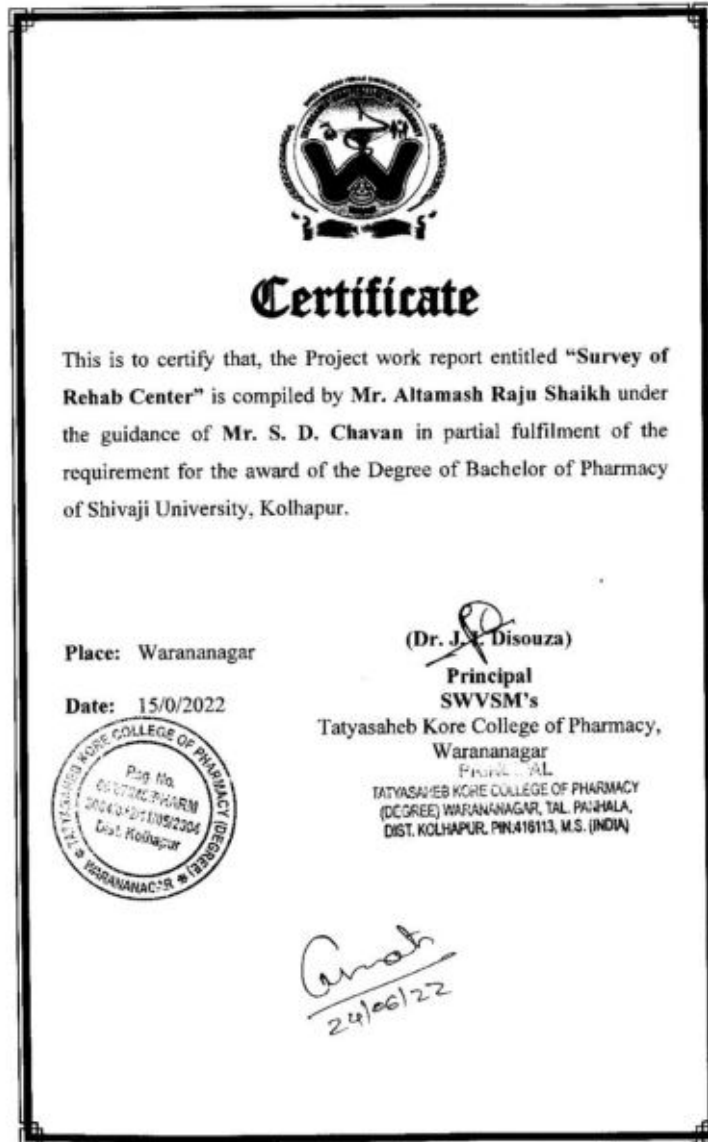 Certificate
This is to certify that, the Project work report entitled “Survey of
Rehab Center” is compiled by Mr. Altamash Raju Shaikh under
the guidance of Mr. S. D. Chavan in partial fulfilment of the
requirement for the award of the Degree of Bachelor of Pharmacy
of Shivaji University, Kolhapur.
Place: Warananagar
Date: 15/0/2022
(Dr. J. Disouza)
Principal
SWVSM's
Tatyasaheb Kore College of Pharmacy,
Warananagar
TATYASAHEB KORE COLLEGE OF PHARMACY
(DEGREE) WARANANAGAR, TAL. PANHALA,
DIST. KOLHAPUR. PIN:416113, M.S. (INDIA)
TATYASAHEB KORE COLLEGE OF PHARMACY (DEGREE)
WARANANAGAR
Reg. No.
Dist. Kolhapur
24/06/22